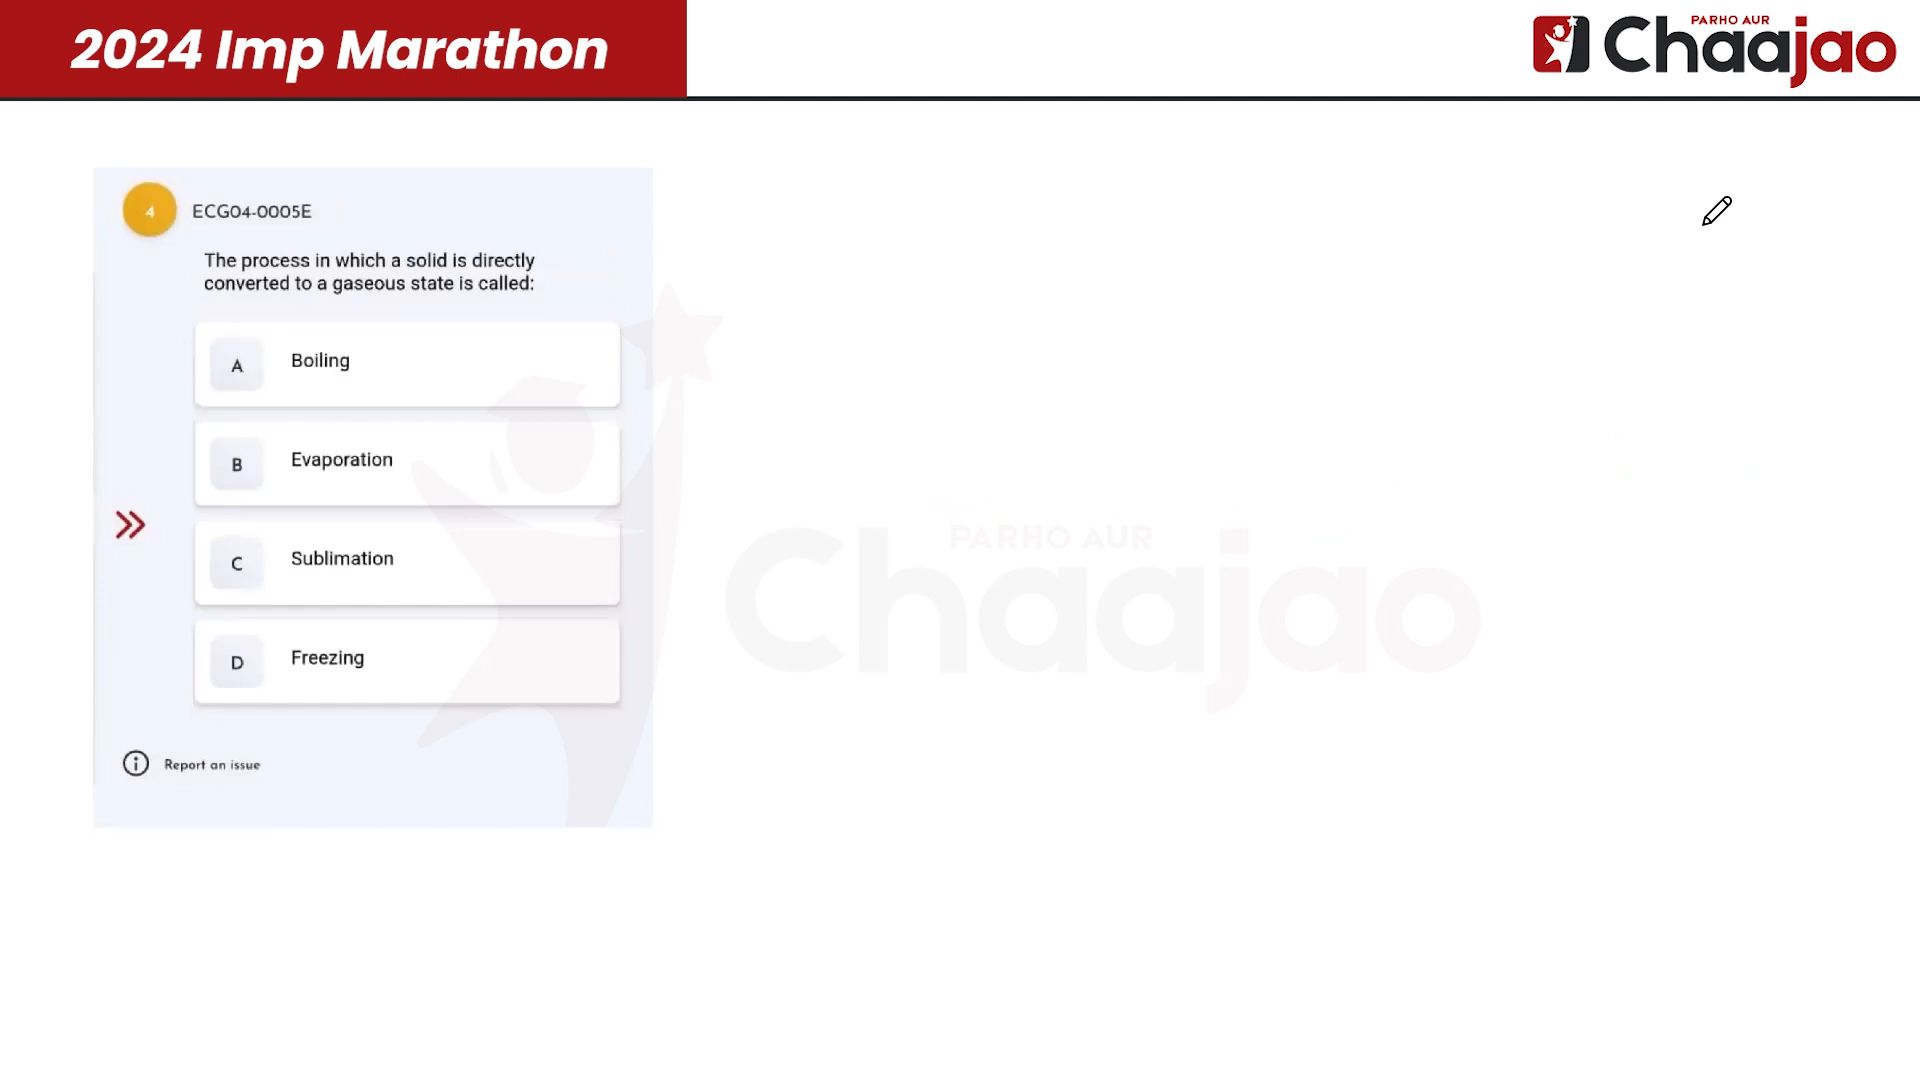 2024 Imp Marathon
PARHO AUR
Chaajao
4
ECG04-0005E
The process in which a solid is directly
converted to a gaseous state is called:
A
Boiling
B
Evaporation
C
Sublimation
D
Freezing
Report an issue
PARHO AUR
Chaajao